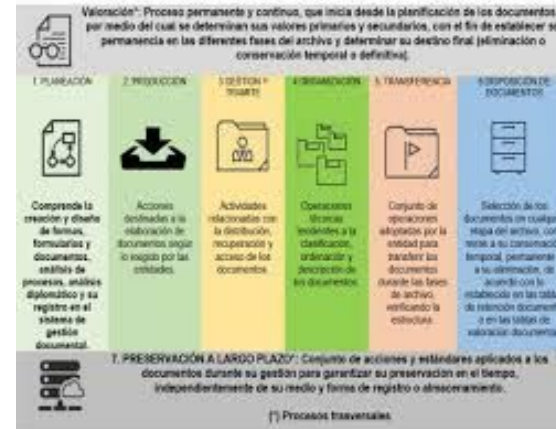 Valoración*: Proceso permanente y continuo, que inicia desde la planificación de los documentos
por medio del cual se determinan sus valores primarios y secundarios, con el fin de establecer su
permanencia en las diferentes fases del archivo y determinar su destino final (eliminación o
conservación temporal o definitiva).
1. PLANEACIÓN
Comprende la
creación y diseño
de formas,
formularios y
documentos,
análisis de
procesos, análisis
diplomático y su
registro en el
sistema de
gestión
documental.
2. PRODUCCIÓN
Acciones
destinadas a la
elaboración de
documentos según
lo exigido por las
entidades.
3. GESTIÓN Y
TRÁMITE
Actividades
relacionadas con
la distribución,
recuperación y
acceso de los
documentos.
4. ORGANIZACIÓN
Operaciones
técnicas
tendientes a la
clasificación,
ordenación y
descripción de
los documentos.
5. TRANSFERENCIA
Conjunto de
operaciones
adoptadas por la
entidad para
transferir los
documentos
durante las fases
de archivo,
verificando la
estructura.
6. DISPOSICIÓN DE
DOCUMENTOS
Selección de los
documentos en cualquier
etapa del archivo, con
miras a su conservación
temporal, permanente o
a su eliminación, de
acuerdo con lo
establecido en las tablas
de retención documental
o en las tablas de
valoración documental.
7. PRESERVACIÓN A LARGO PLAZO*: Conjunto de acciones y estándares aplicados a los
documentos durante su gestión para garantizar su preservación en el tiempo,
independientemente de su medio y forma de registro o almacenamiento.
(*) Procesos trasversales